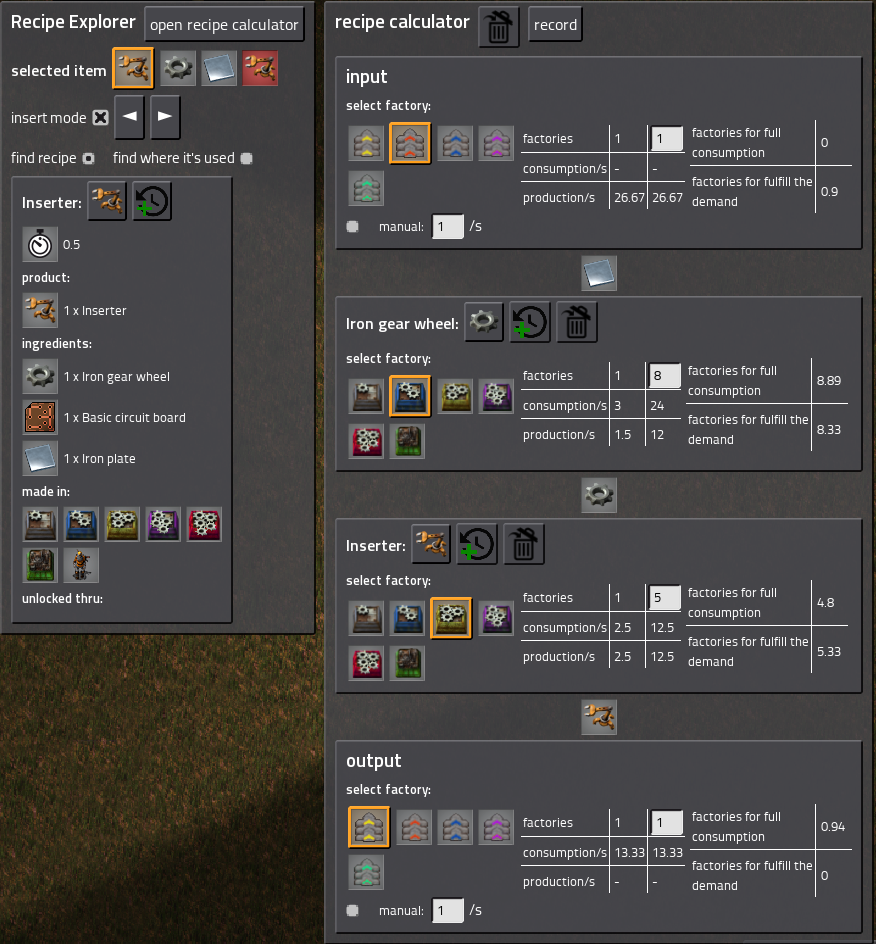 Recipe Explorer
open recipe calculator
selected item
insert mode
find recipe
find where it's used
Inserter:
0.5
product:
1 x Inserter
ingredients:
1 x Iron gear wheel
1 x Basic circuit board
1 x Iron plate
made in:
unlocked thru:
recipe calculator
record
input
select factory:
factories 1 1
consumption/s - -
production/s 26.67 26.67
factories for full
consumption
0
factories for fulfill the
demand
0.9
manual: 1 /s
Iron gear wheel:
select factory:
factories 1 8
consumption/s 3 24
production/s 1.5 12
factories for full
consumption
8.89
factories for fulfill the
demand
8.33
Inserter:
select factory:
factories 1 5
consumption/s 2.5 12.5
production/s 2.5 12.5
factories for full
consumption
4.8
factories for fulfill the
demand
5.33
output
select factory:
factories 1 1
consumption/s 13.33 13.33
production/s - -
factories for full
consumption
0.94
factories for fulfill the
demand
0
manual: 1 /s